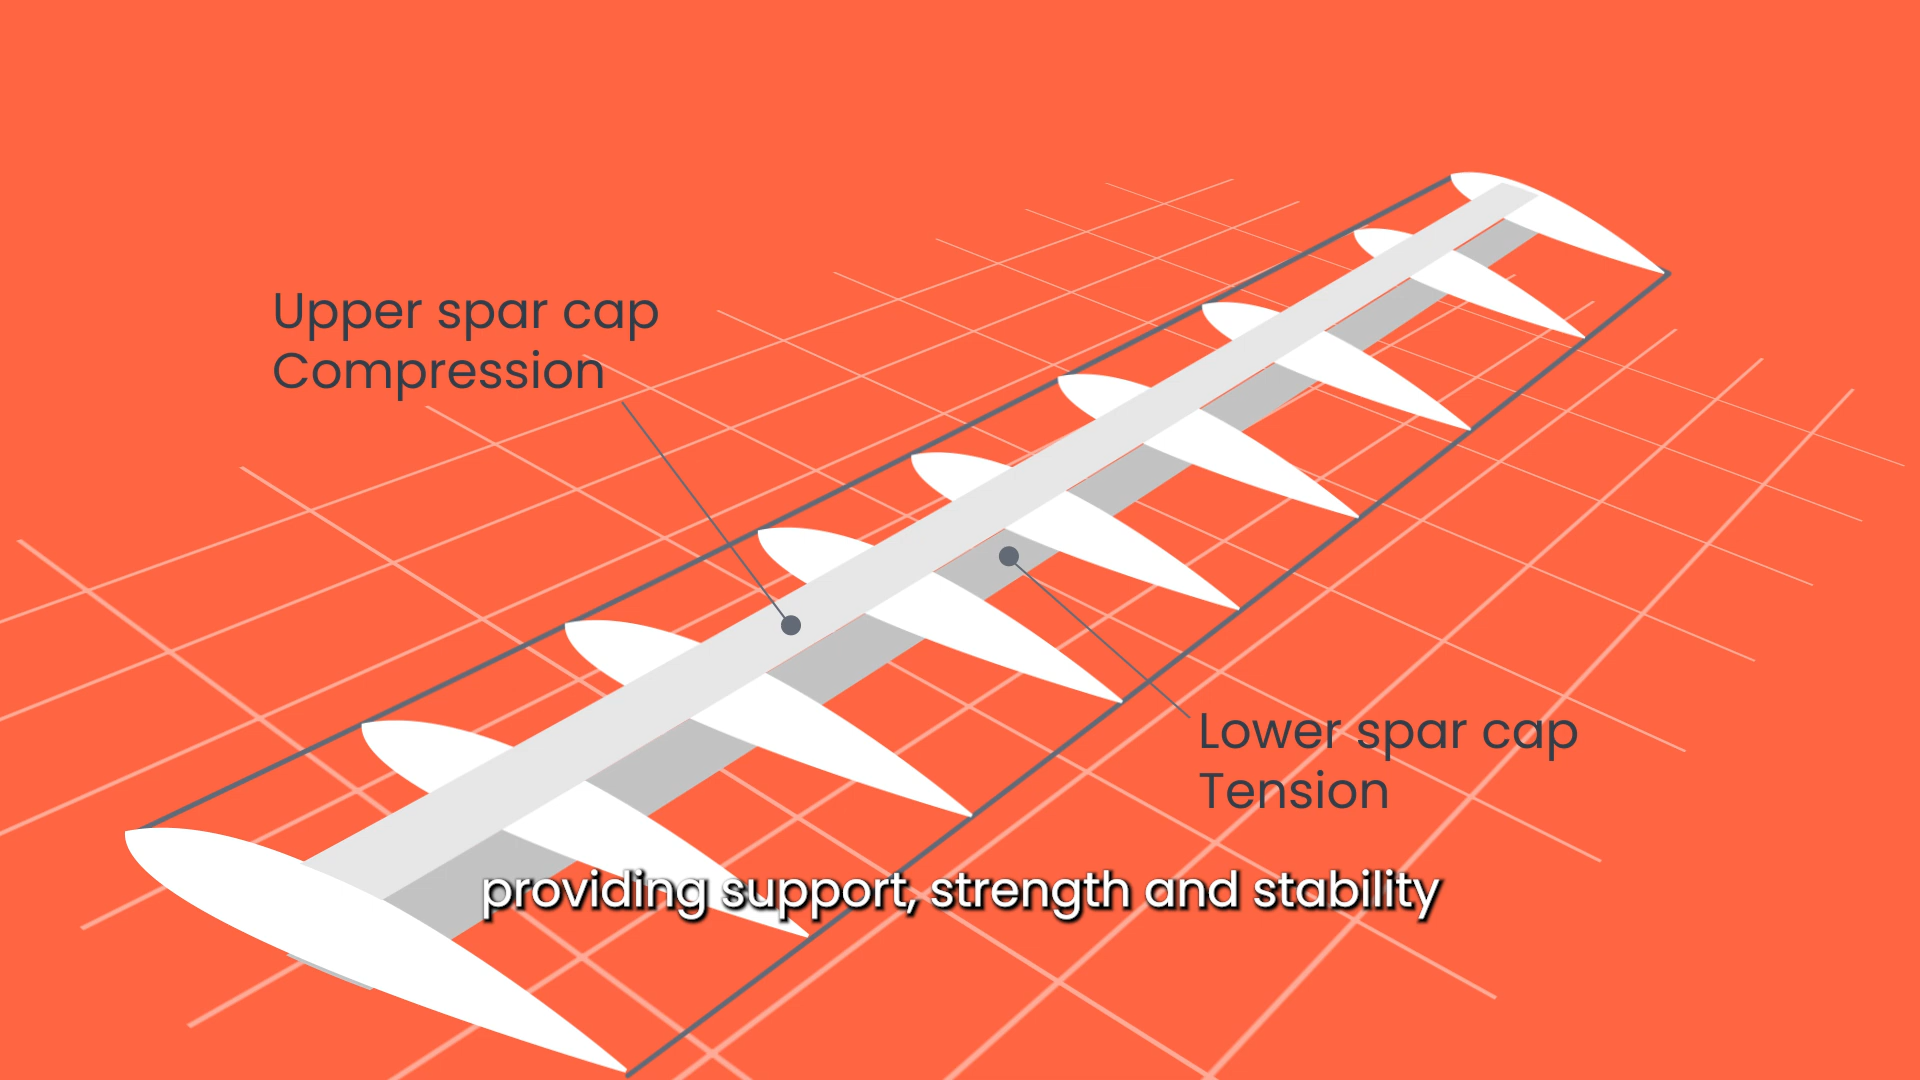 Upper spar cap
Compression
Lower spar cap
Tension
providing support, strength and stability